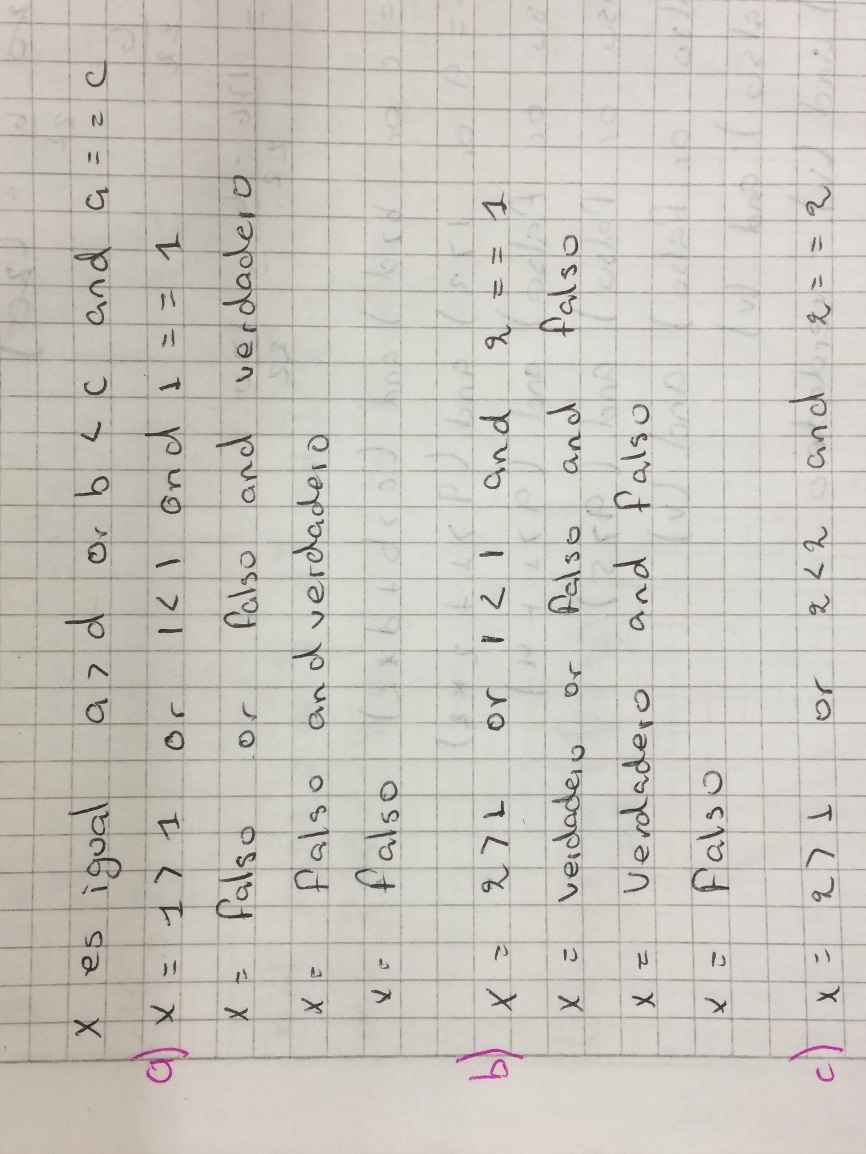 x es igual a > d or b < c and a == c
a) x = 1 > 1 or 1 < 1 and 1 == 1
x = falso or falso and verdadero
x = falso and verdadero
x = falso
b) x = 2 > 1 or 1 < 1 and 2 == 1
x = verdadero or falso and falso
x = verdadero and falso
x = falso
c) x = 2 > 1 or 2 < 2 and 2 == 2